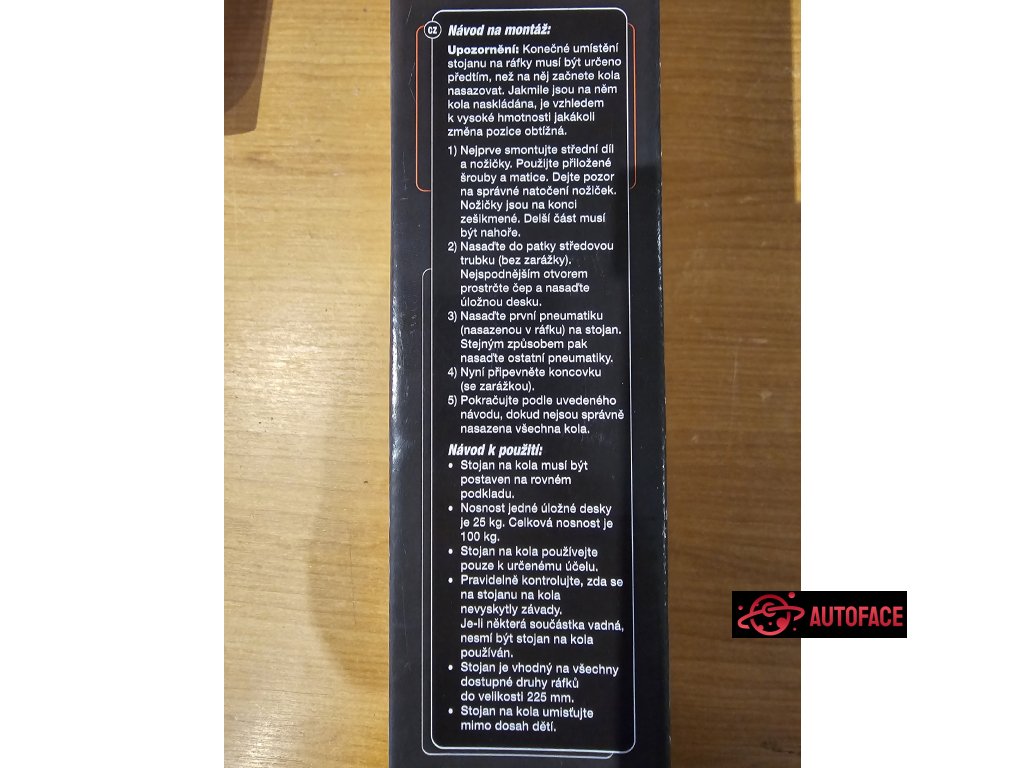 CZ Návod na montáž:
Upozornění: Konečné umístění
stojanu na ráfky musí být určeno
předtím, než na něj začnete kola
nasazovat. Jakmile jsou na něm
kola naskládána, je vzhledem
k vysoké hmotnosti jakákoli
změna pozice obtížná.
1) Nejprve smontujte střední díl
a nožičky. Použijte přiložené
šrouby a matice. Dejte pozor
na správné natočení nožiček.
Nožičky jsou na konci
zešikmené. Delší část musí
být nahoře.
2) Nasaďte do patky středovou
trubku (bez zarážky).
Nejspodnějším otvorem
prostrčte čep a nasaďte
úložnou desku.
3) Nasaďte první pneumatiku
(nasazenou v ráfku) na stojan.
Stejným způsobem pak
nasaďte ostatní pneumatiky.
4) Nyní připevněte koncovku
(se zarážkou).
5) Pokračujte podle uvedeného
návodu, dokud nejsou správně
nasazena všechna kola.
Návod k použití:
• Stojan na kola musí být
postaven na rovném
podkladu.
• Nosnost jedné úložné desky
je 25 kg. Celková nosnost je
100 kg.
• Stojan na kola používejte
pouze k určenému účelu.
• Pravidelně kontrolujte, zda se
na stojanu na kola
nevyskytly závady.
Je-li některá součástka vadná,
nesmí být stojan na kola
používán.
• Stojan je vhodný na všechny
dostupné druhy ráfků
do velikosti 225 mm.
• Stojan na kola umisťujte
mimo dosah dětí.
AUTOFACE